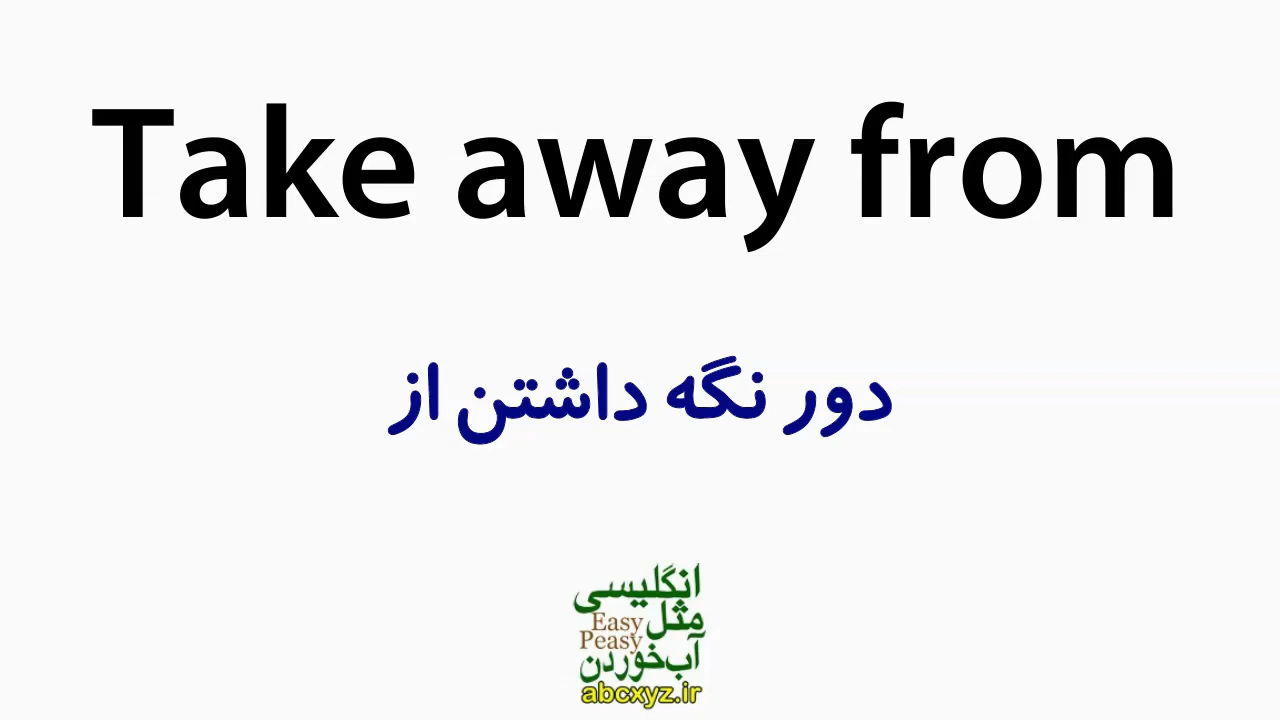 Take away from
دور نگه داشتن از
انگلیسی
مثل
Easy
Peasy
آب‌خوردن
abcxyz.ir